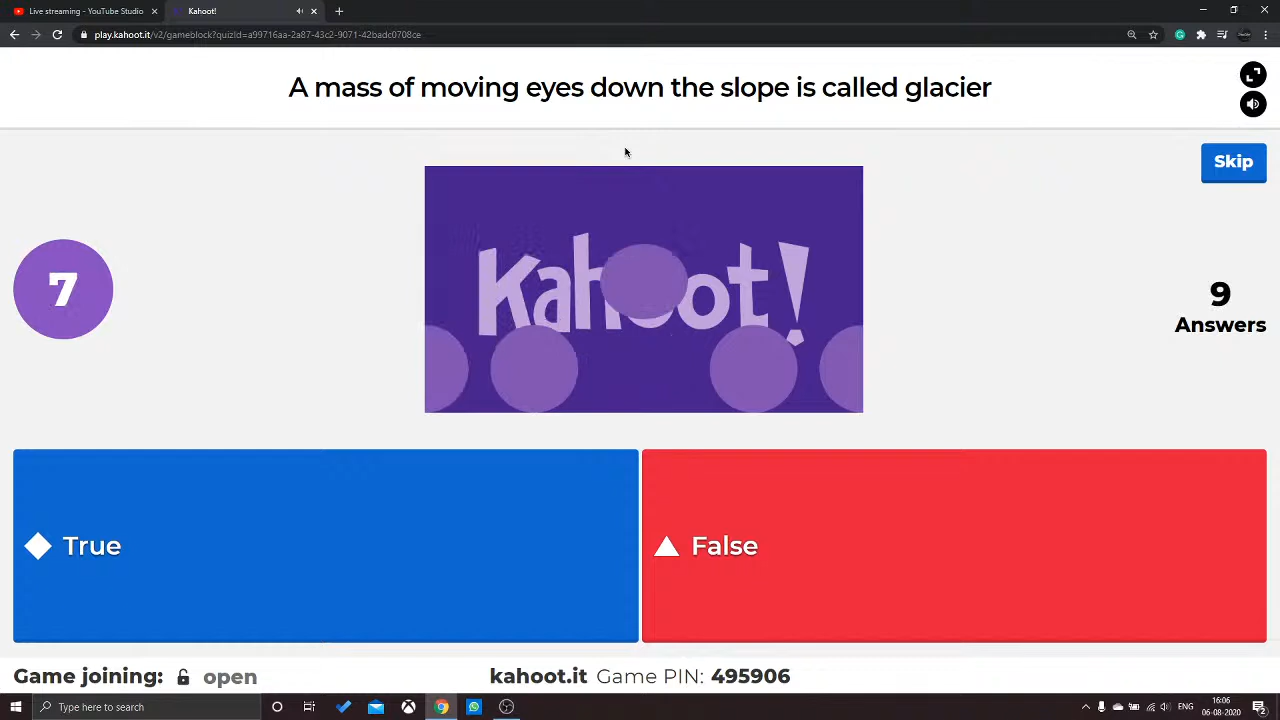 Live streaming - YouTube Studio
Kahoot!
play.kahoot.it/v2/gameblock?quizId=a99716aa-2a87-43c2-9071-42badc0708ce
A mass of moving eyes down the slope is called glacier
Skip
7
Kahoot!
9
Answers
True
False
Game joining: open
kahoot.it Game PIN: 495906
Type here to search
ENG
16:06
06-08-2020
2